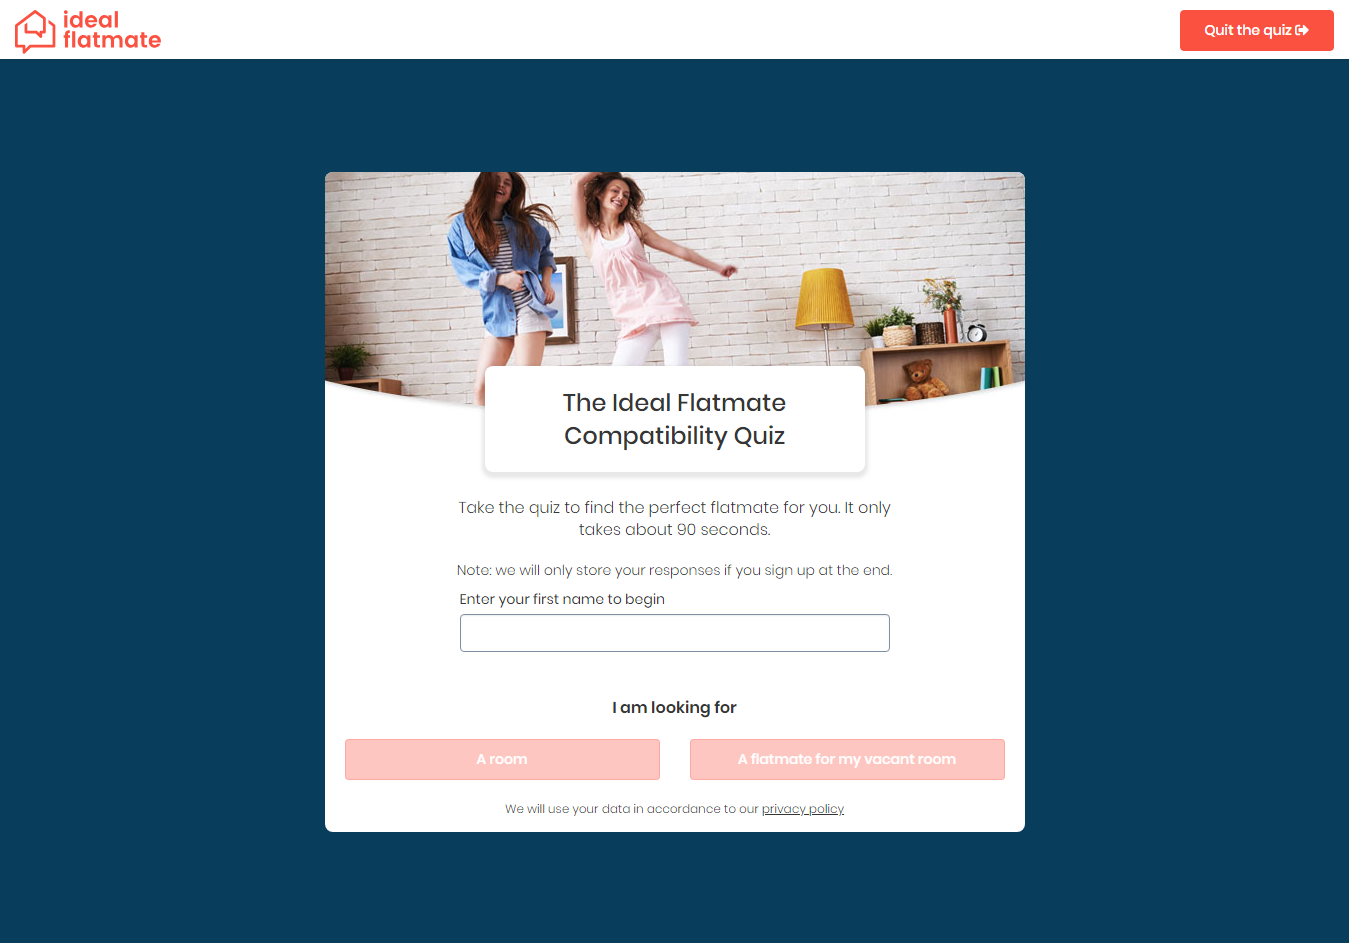 ideal
flatmate
Quit the quiz
The Ideal Flatmate
Compatibility Quiz
Take the quiz to find the perfect flatmate for you. It only
takes about 90 seconds.
Note: we will only store your responses if you sign up at the end.
Enter your first name to begin
I am looking for
A room
A flatmate for my vacant room
We will use your data in accordance to our privacy policy